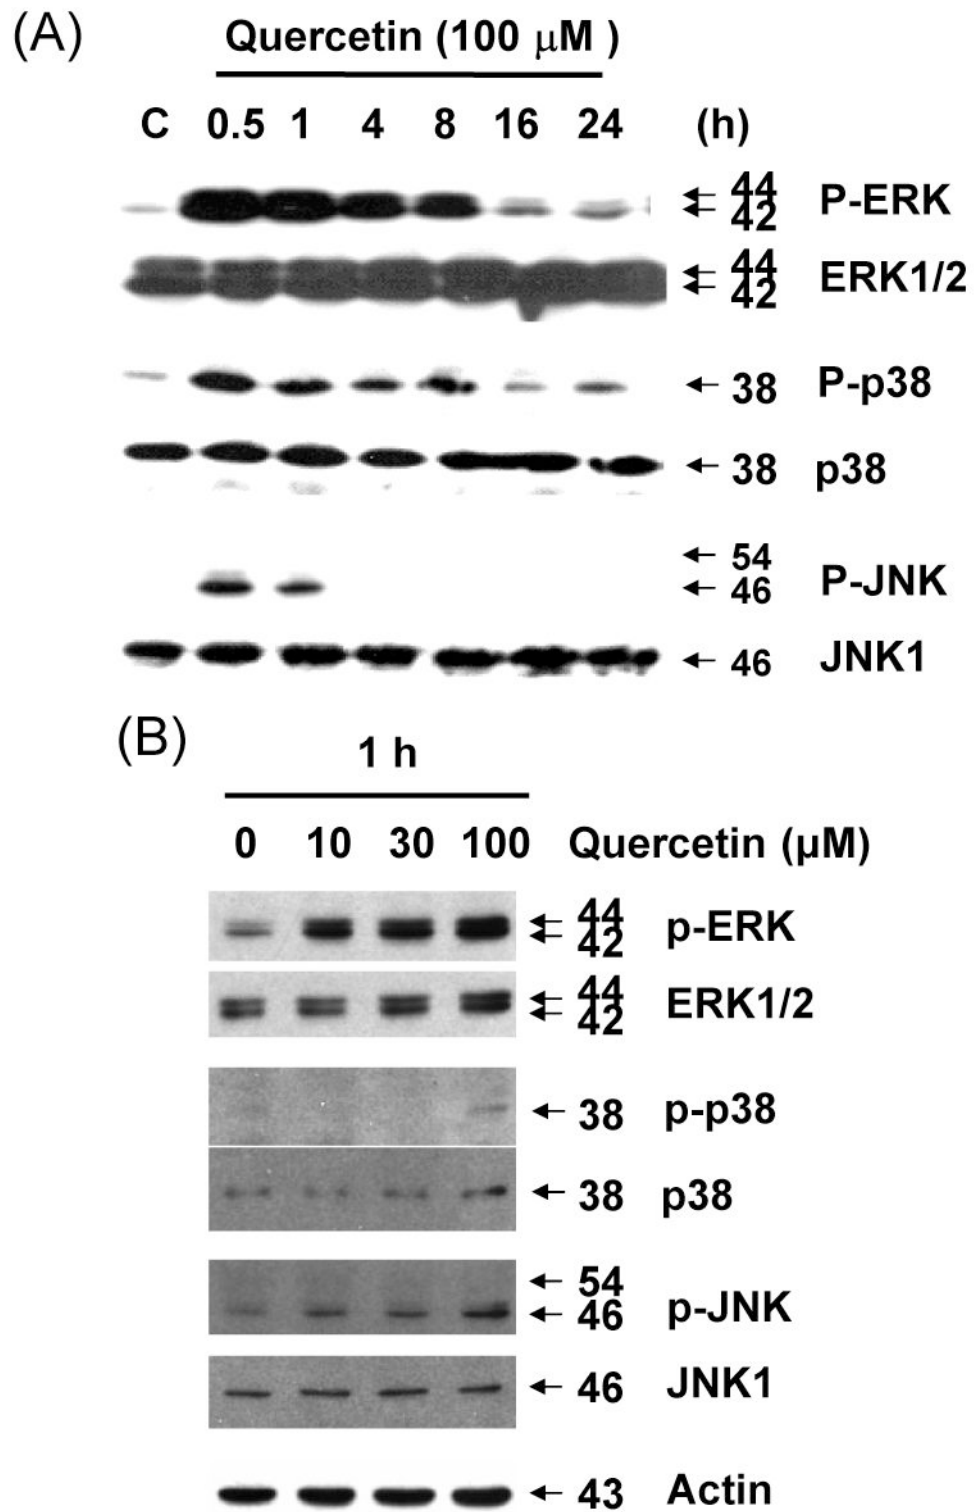 (A)
Quercetin (100 μM )
C 0.5 1 4 8 16 24 (h)
44
42 P-ERK
44
42 ERK1/2
38 P-p38
38 p38
54
46 P-JNK
46 JNK1
(B)
1 h
0 10 30 100 Quercetin (μM)
44
42 p-ERK
44
42 ERK1/2
38 p-p38
38 p38
54
46 p-JNK
46 JNK1
43 Actin